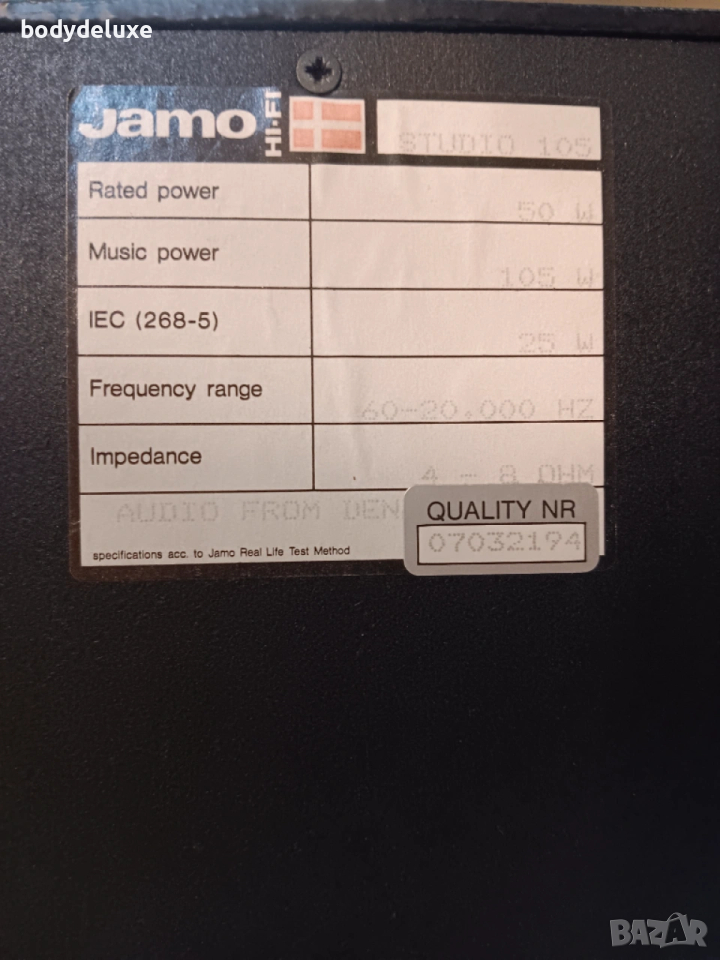 bodydeluxe
Jamo HI-FI STUDIO 105
Rated power 50 W
Music power 105 W
IEC (268-5) 25 W
Frequency range 60-20.000 HZ
Impedance 4 - 8 OHM
AUDIO FROM DEN
specifications acc. to Jamo Real Life Test Method
QUALITY NR
07032194
BAZAR